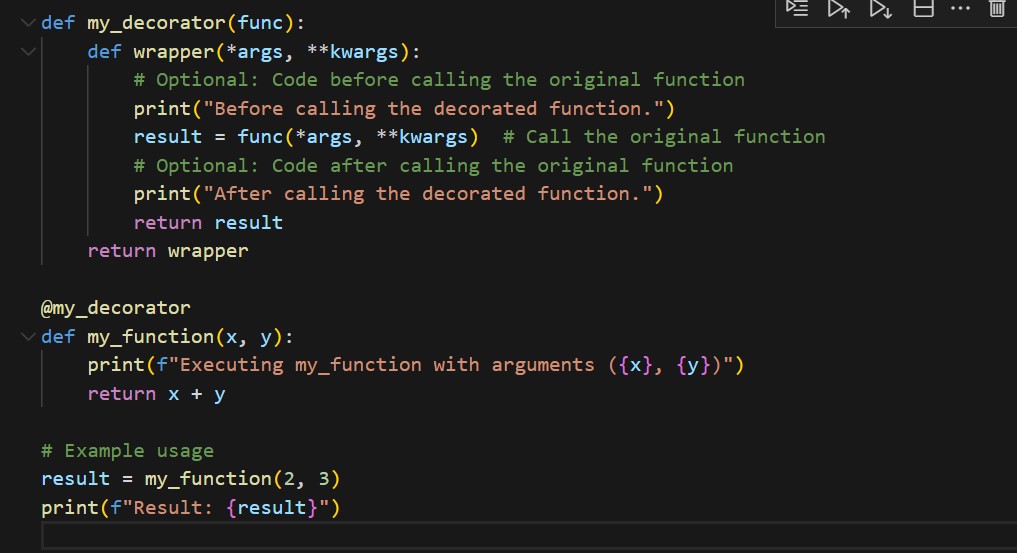 def my_decorator(func):
    def wrapper(*args, **kwargs):
        # Optional: Code before calling the original function
        print("Before calling the decorated function.")
        result = func(*args, **kwargs)  # Call the original function
        # Optional: Code after calling the original function
        print("After calling the decorated function.")
        return result
    return wrapper

@my_decorator
def my_function(x, y):
    print(f"Executing my_function with arguments ({x}, {y})")
    return x + y

# Example usage
result = my_function(2, 3)
print(f"Result: {result}")